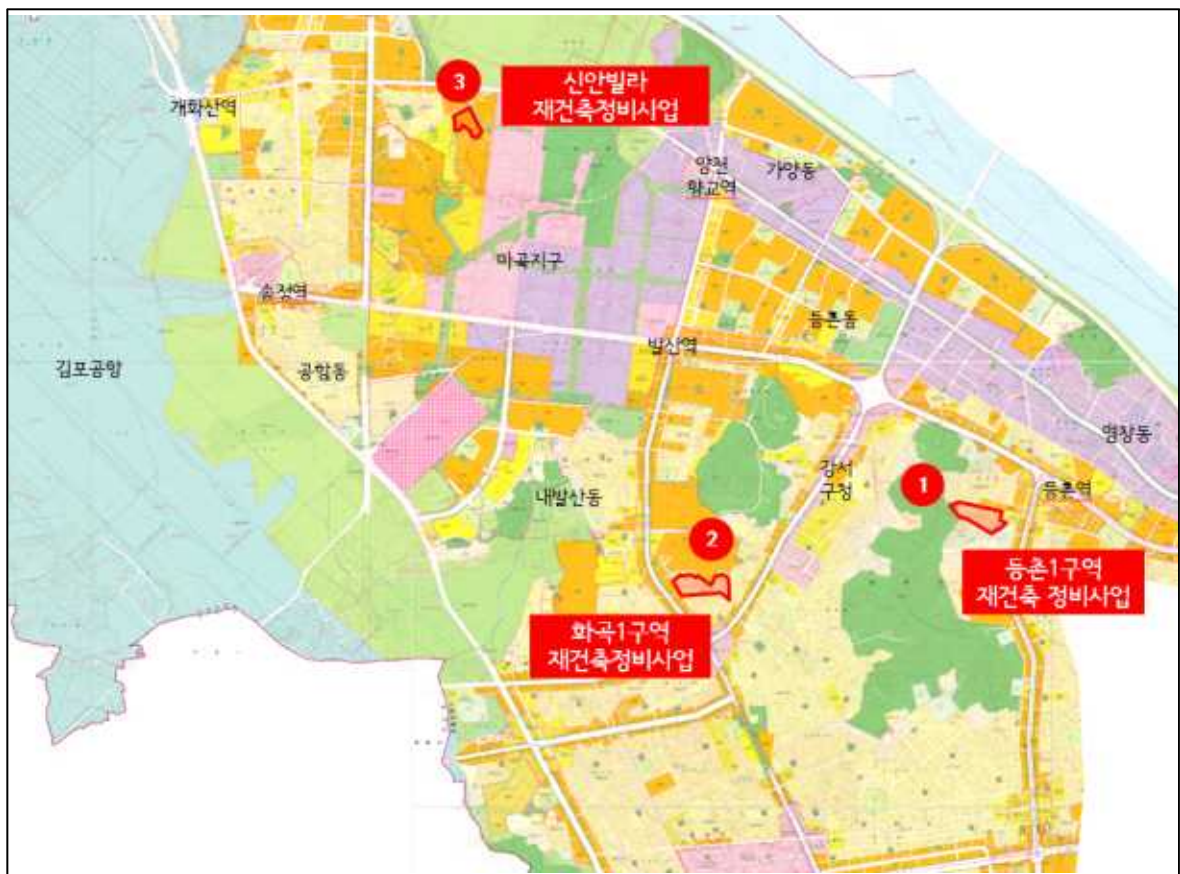 3
신안빌라
재건축정비사업
개화산역
양천
향교역
가양동
마곡지구
송정역
등촌동
발산역
김포공항
공항동
염창동
강서
구청
1
등촌역
내발산동
2
등촌1구역
재건축 정비사업
화곡1구역
재건축정비사업